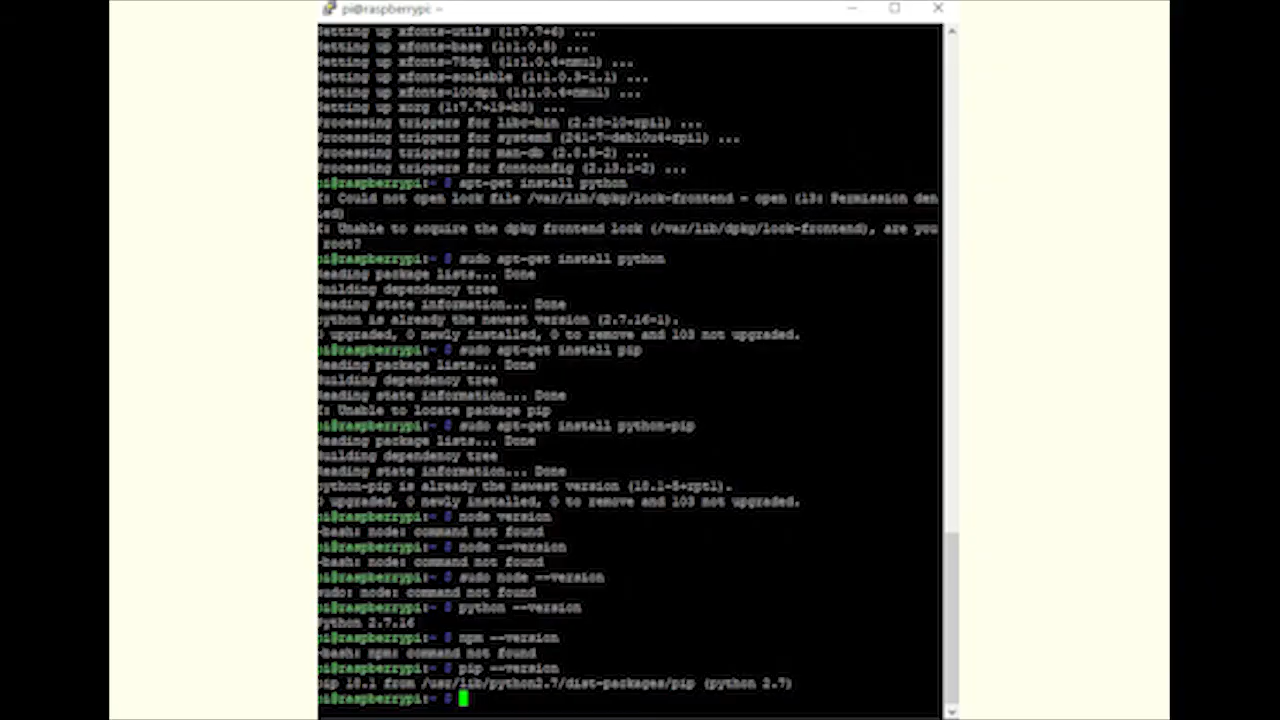 pi@raspberrypi: ~
Setting up xfonts-utils (1:7.7+6) ...
Setting up xfonts-base (1:1.0.5) ...
Setting up xfonts-75dpi (1:1.0.4+nmu1) ...
Setting up xfonts-scalable (1:1.0.3-1.1) ...
Setting up xfonts-100dpi (1:1.0.4+nmu1) ...
Setting up xorg (1:7.7+19+b8) ...
Processing triggers for libc-bin (2.28-10+rpi1) ...
Processing triggers for systemd (241-7~deb10u4+rpi1) ...
Processing triggers for man-db (2.8.5-2) ...
Processing triggers for fontconfig (2.13.1-2) ...
pi@raspberrypi:~ $ apt-get install python
E: Could not open lock file /var/lib/dpkg/lock-frontend - open (13: Permission den
ied)
E: Unable to acquire the dpkg frontend lock (/var/lib/dpkg/lock-frontend), are you
root?
pi@raspberrypi:~ $ sudo apt-get install python
Reading package lists... Done
Building dependency tree
Reading state information... Done
python is already the newest version (2.7.16-1).
0 upgraded, 0 newly installed, 0 to remove and 103 not upgraded.
pi@raspberrypi:~ $ sudo apt-get install pip
Reading package lists... Done
Building dependency tree
Reading state information... Done
E: Unable to locate package pip
pi@raspberrypi:~ $ sudo apt-get install python-pip
Reading package lists... Done
Building dependency tree
Reading state information... Done
python-pip is already the newest version (18.1-5+rpt1).
0 upgraded, 0 newly installed, 0 to remove and 103 not upgraded.
pi@raspberrypi:~ $ node version
-bash: node: command not found
pi@raspberrypi:~ $ node --version
-bash: node: command not found
pi@raspberrypi:~ $ sudo node --version
sudo: node: command not found
pi@raspberrypi:~ $ python --version
Python 2.7.16
pi@raspberrypi:~ $ npm --version
-bash: npm: command not found
pi@raspberrypi:~ $ pip --version
pip 18.1 from /usr/lib/python2.7/dist-packages/pip (python 2.7)
pi@raspberrypi:~ $